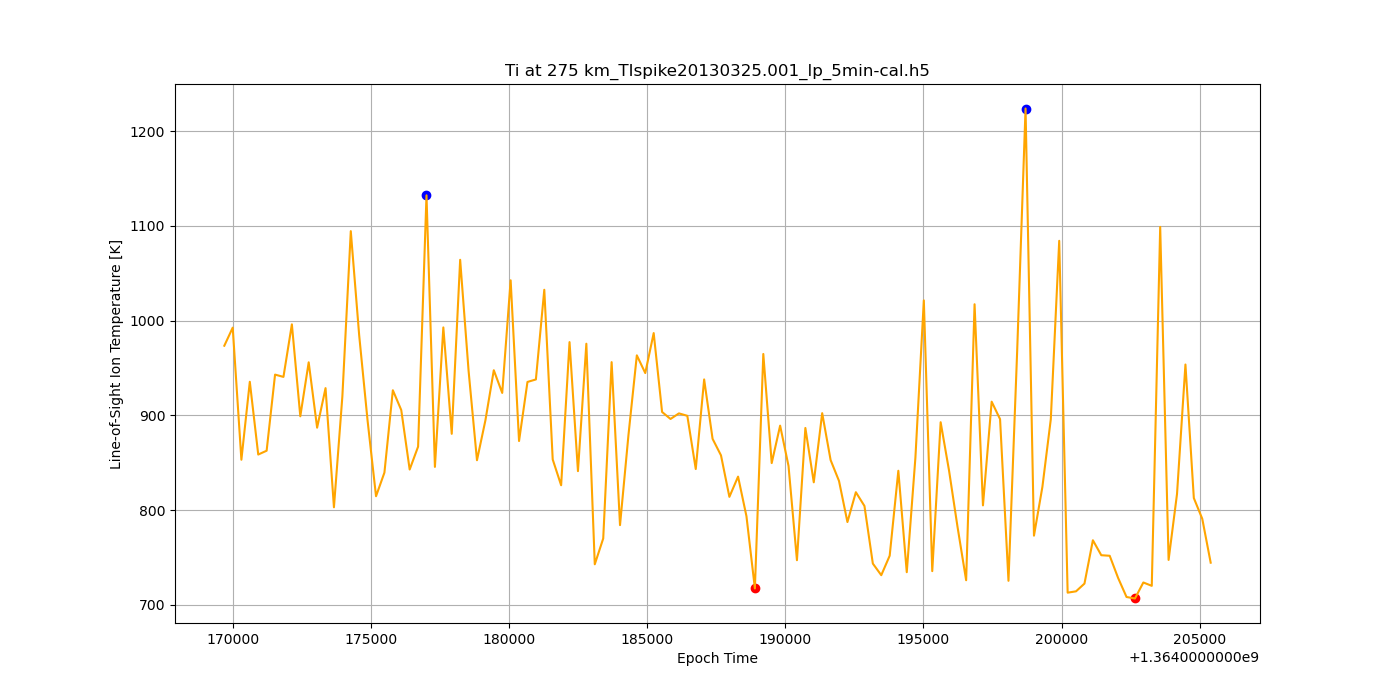 Ti at 275 km_TIspike20130325.001_lp_5min-cal.h5
Line-of-Sight Ion Temperature [K]
1200
1100
1000
900
800
700
170000 175000 180000 185000 190000 195000 200000 205000
Epoch Time
+1.3640000000e9